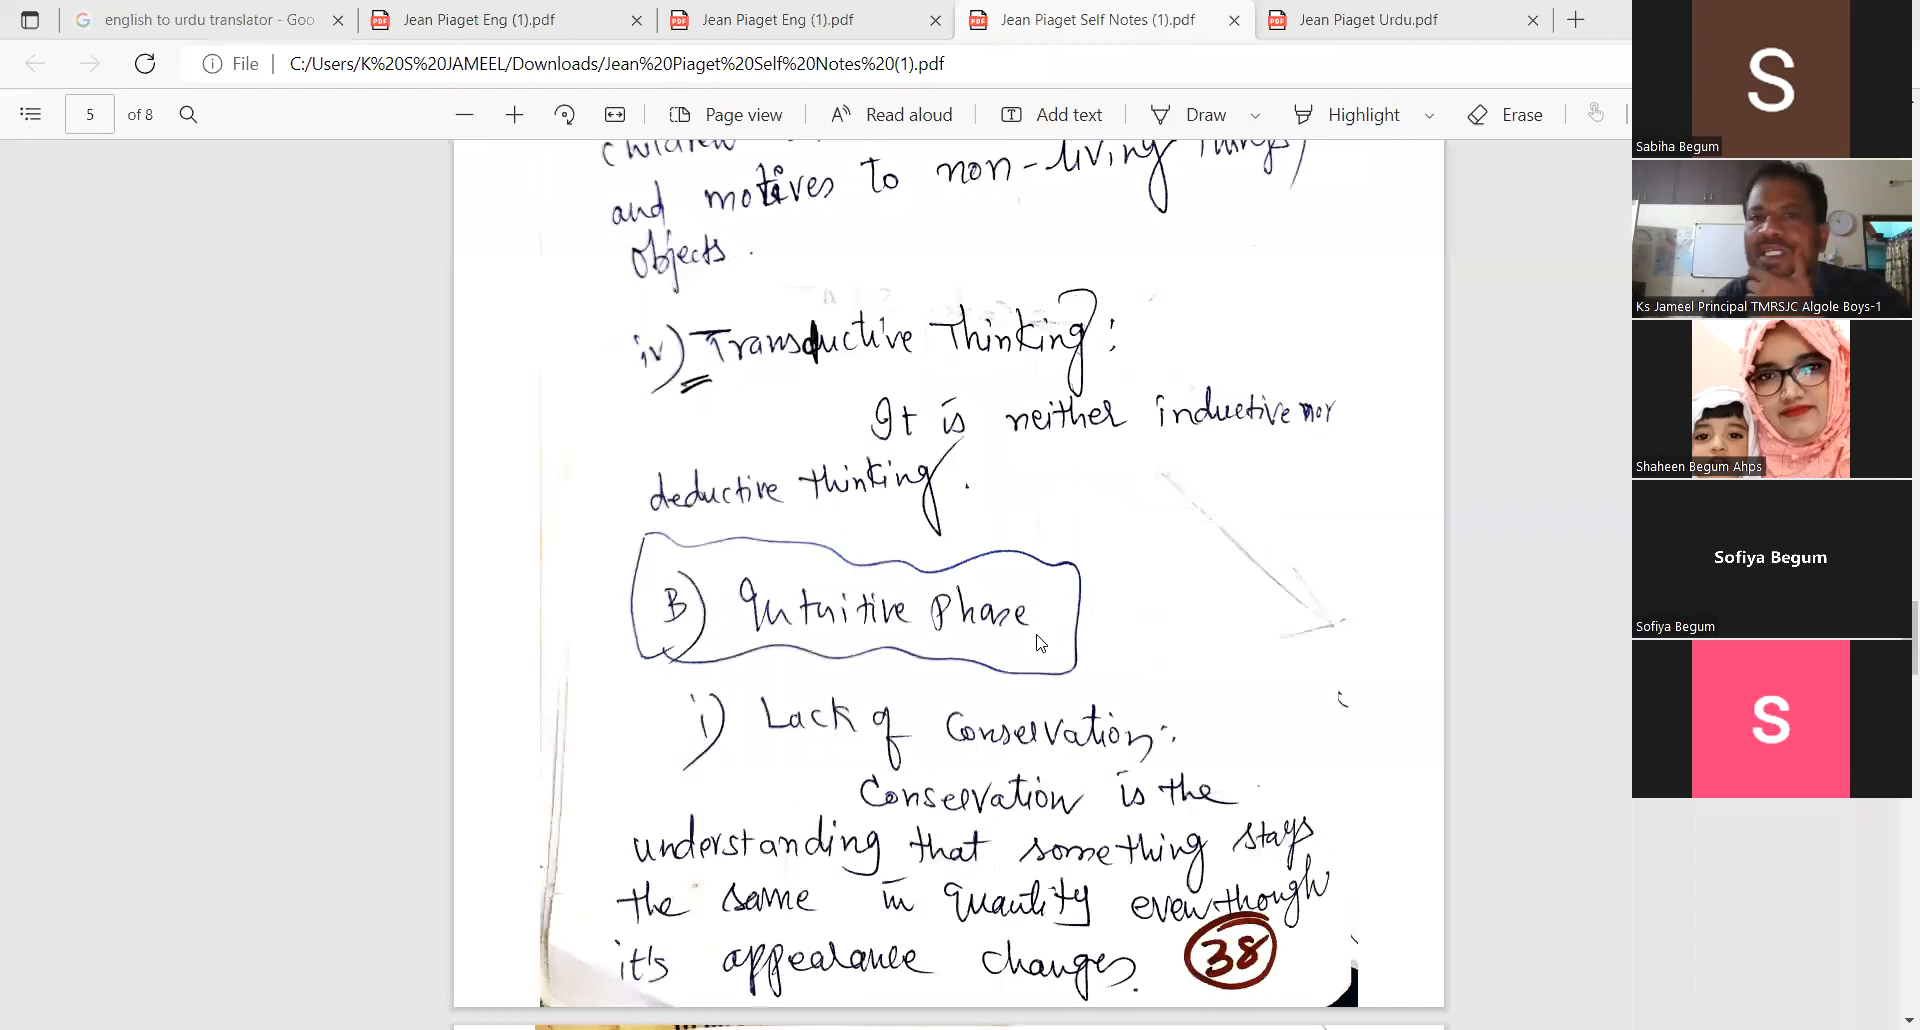 english to urdu translator - Goo
Jean Piaget Eng (1).pdf
Jean Piaget Eng (1).pdf
Jean Piaget Self Notes (1).pdf
Jean Piaget Urdu.pdf
File
C:/Users/K%20S%20JAMEEL/Downloads/Jean%20Piaget%20Self%20Notes%20(1).pdf
5 of 8
Page view
Read aloud
Add text
Draw
Highlight
Erase
children
and motives to non-living things/
objects.
iv) Transductive Thinking:
It is neither inductive nor
deductive thinking.
B) Intuitive Phase
i) Lack of Conservation:
Conservation is the
understanding that something stays
the same in quantity eventhough
it's appearance changes.
38
S
Sabiha Begum
Ks Jameel Principal TMRSJC Algole Boys-1
Shaheen Begum Ahps
Sofiya Begum
Sofiya Begum
S